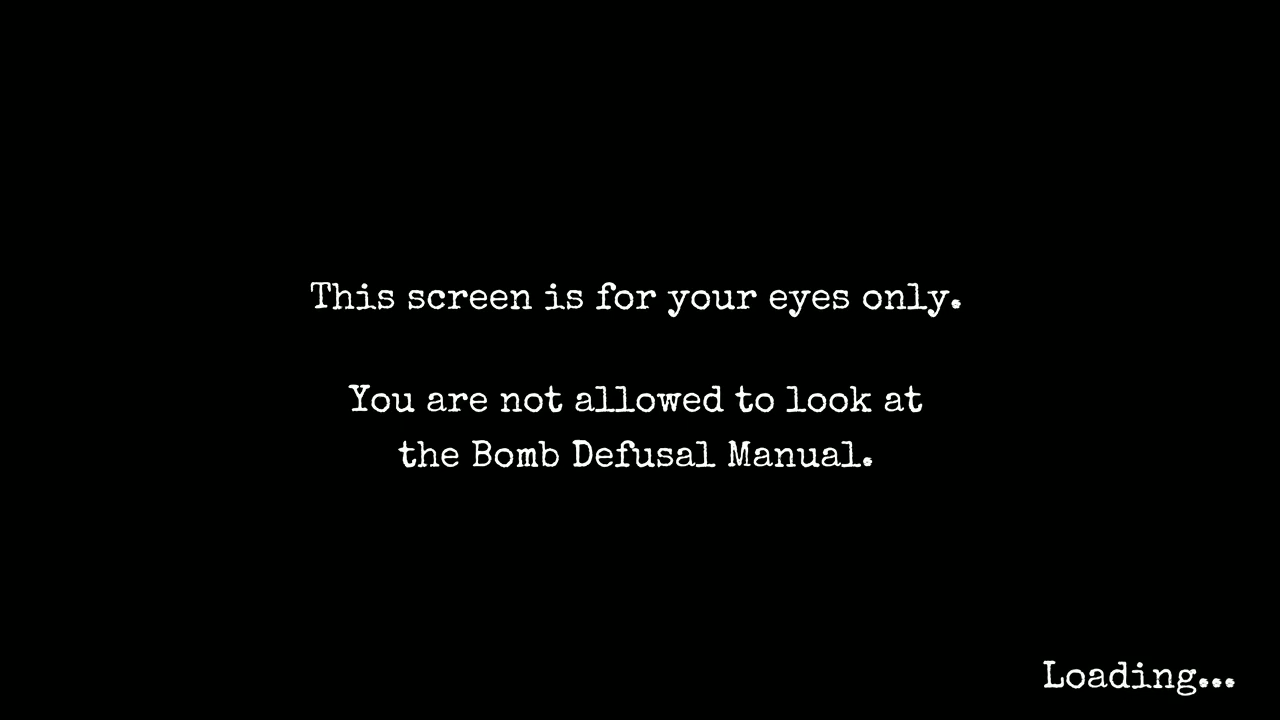 This screen is for your eyes only.
You are not allowed to look at
the Bomb Defusal Manual.
Loading...